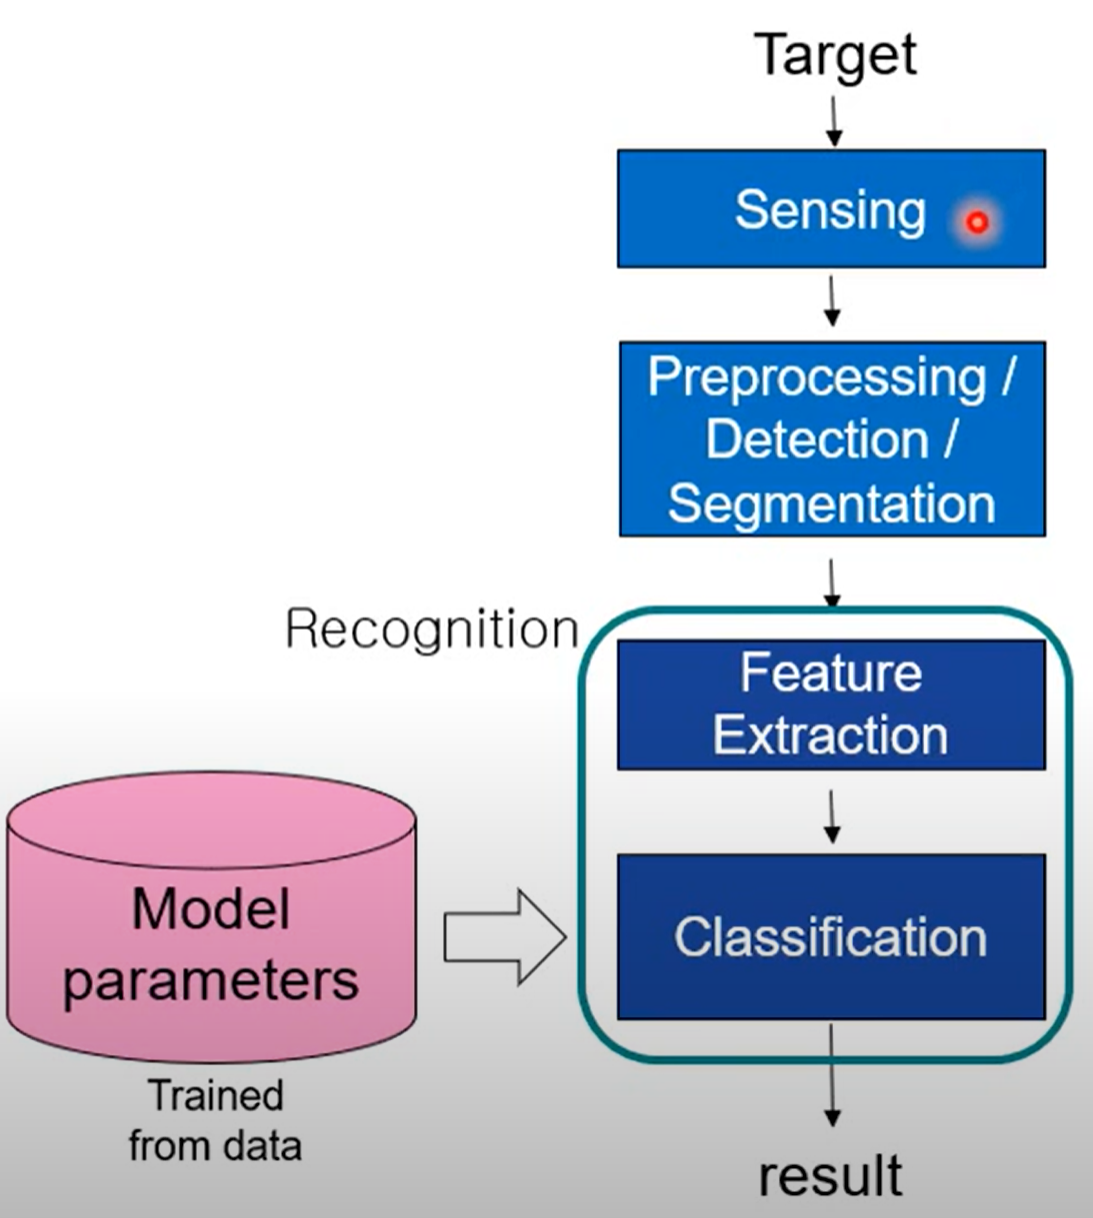 Target
Sensing
Preprocessing /
Detection /
Segmentation
Recognition
Feature
Extraction
Model
parameters
Classification
Trained
from data
result